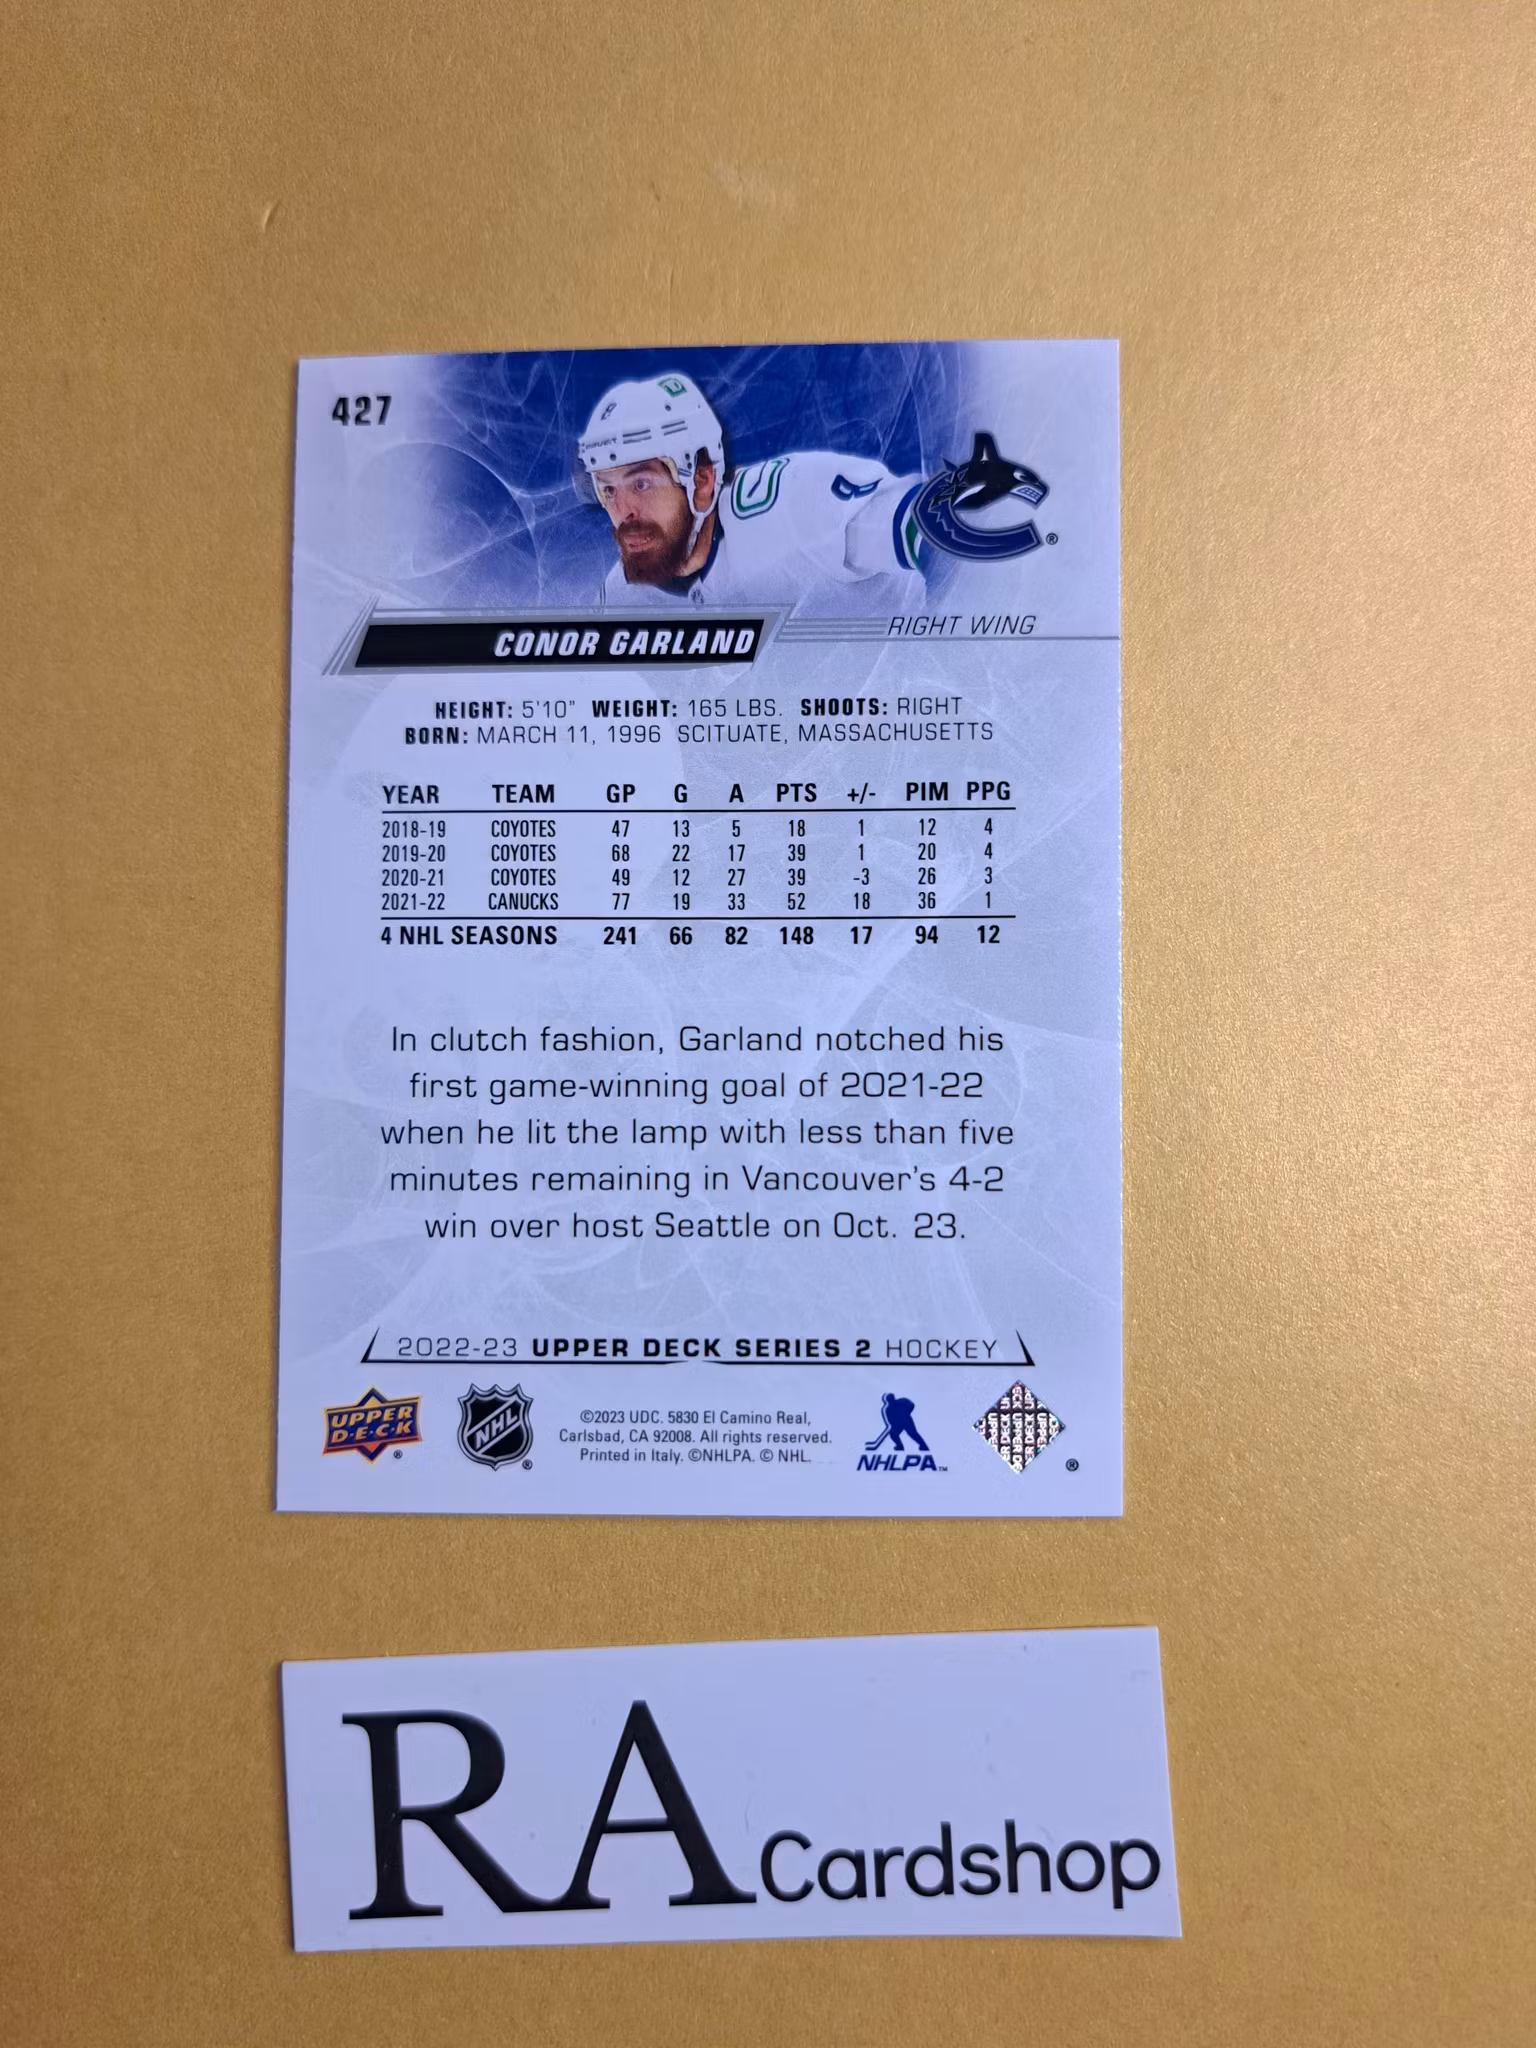 427
CONOR GARLAND
RIGHT WING
HEIGHT: 5'10" WEIGHT: 165 LBS. SHOOTS: RIGHT
BORN: MARCH 11, 1996 SCITUATE, MASSACHUSETTS
YEAR TEAM GP G A PTS +/- PIM PPG
2018-19 COYOTES 47 13 5 18 1 12 4
2019-20 COYOTES 68 22 17 39 1 20 4
2020-21 COYOTES 49 12 27 39 -3 26 3
2021-22 CANUCKS 77 19 33 52 18 36 1
4 NHL SEASONS 241 66 82 148 17 94 12
In clutch fashion, Garland notched his
first game-winning goal of 2021-22
when he lit the lamp with less than five
minutes remaining in Vancouver's 4-2
win over host Seattle on Oct. 23.
2022-23 UPPER DECK SERIES 2 HOCKEY
UPPER
D·E·C·K ®
NHL ®
©2023 UDC. 5830 El Camino Real,
Carlsbad, CA 92008. All rights reserved.
Printed in Italy. ©NHLPA. © NHL.
NHLPA™
®
RA Cardshop